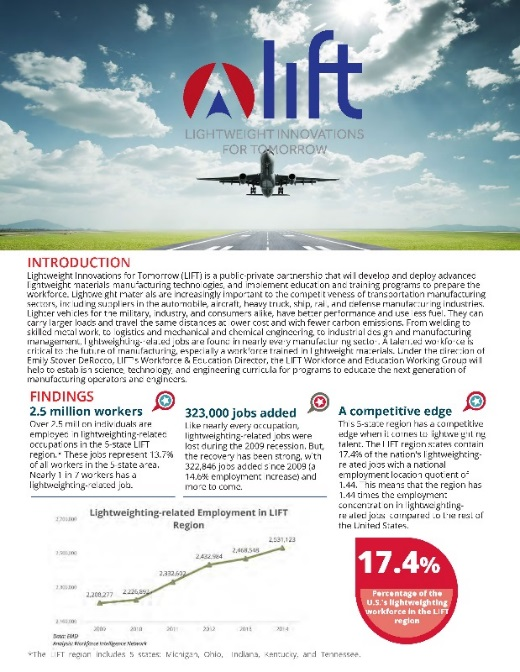 lift
LIGHTWEIGHT INNOVATIONS
FOR TOMORROW
INTRODUCTION
Lightweight Innovations for Tomorrow (LIFT) is a public-private partnership that will develop and deploy advanced
lightweight materials manufacturing technologies, and implement education and training programs to prepare the
workforce. Lightweight materials are increasingly important to the competitiveness of transportation manufacturing
sectors, including suppliers in the automobile, aircraft, heavy truck, ship, rail, and defense manufacturing industries.
Lighter vehicles for the military, industry, and consumers alike, have better performance and use less fuel. They can
carry larger loads and travel the same distances at lower cost and with fewer carbon emissions. From welding to
skilled metal work, to logistics and mechanical and chemical engineering, to industrial design and manufacturing
management, lightweighting-related jobs are found in nearly every manufacturing sector. A talented workforce is
critical to the future of manufacturing, especially a workforce trained in lightweight materials. Under the direction of
Emily Stover DeRocco, LIFT's Workforce & Education Director, the LIFT Workforce and Education Working Group will
help to establish science, technology, and engineering curricula for programs to educate the next generation of
manufacturing operators and engineers.
FINDINGS
2.5 million workers
Over 2.5 million individuals are
employed in lightweighting-related
occupations in the 5-state LIFT
region.* These jobs represent 13.7%
of all workers in the 5-state area.
Nearly 1 in 7 workers has a
lightweighting-related job.
323,000 jobs added
Like nearly every occupation,
lightweighting-related jobs were
lost during the 2009 recession. But,
the recovery has been strong, with
322,846 jobs added since 2009 (a
14.6% employment increase) and
more to come.
A competitive edge
This 5-state region has a competitive
edge when it comes to lightweighting
talent. The LIFT region states contain
17.4% of the nation's lightweighting-
related jobs with a national
employment location quotient of
1.44. This means that the region has
1.44 times the employment
concentration in lightweighting-
related jobs compared to the rest of
the United States.
Lightweighting-related Employment in LIFT
Region
2,208,277
2,226,892
2,332,602
2,432,984
2,468,548
2,531,123
2009 2010 2011 2012 2013 2014
Data: EMSI
Analysis: Workforce Intelligence Network
17.4%
Percentage of the
U.S.'s lightweighting
workforce in the LIFT
region
*The LIFT region includes 5 states: Michigan, Ohio, Indiana, Kentucky, and Tennessee.